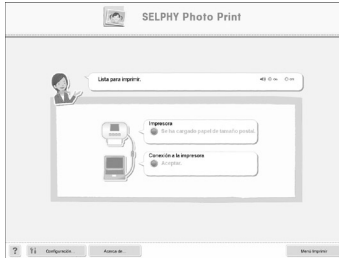 SELPHY Photo Print
Lista para imprimir.
Impresora
Se ha cargado papel de tamaño postal.
Conexión a la impresora
Aceptar.
? Configuración Acerca de... Menú Imprimir